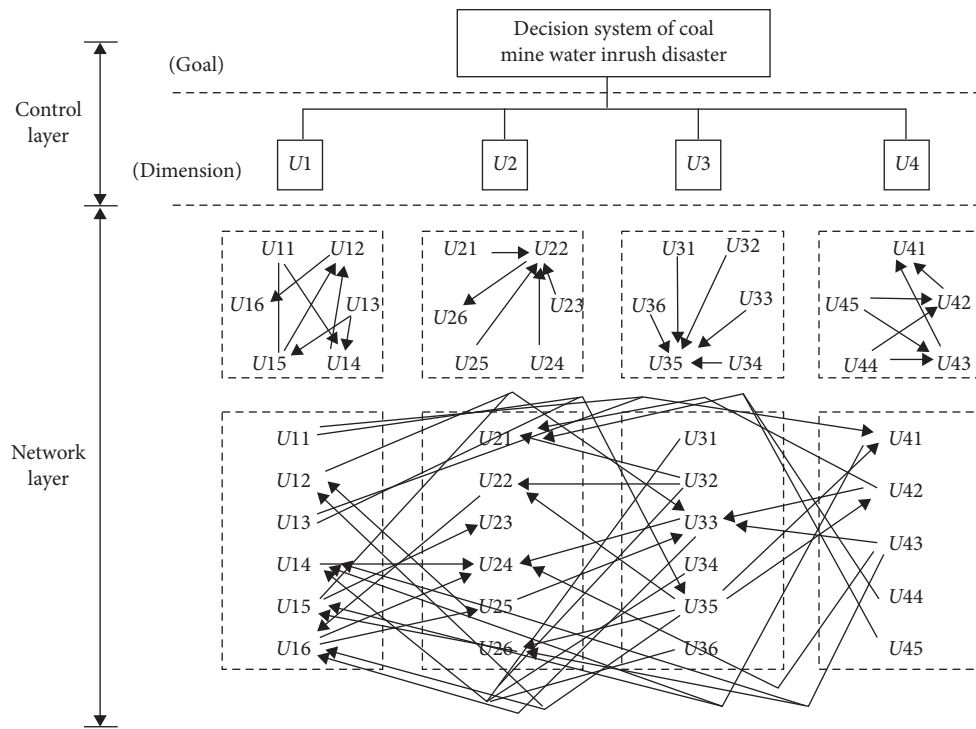 Decision system of coal
mine water inrush disaster
(Goal)
Control
layer
(Dimension)
U1 U2 U3 U4
U11 U12 U21 U22 U31 U32 U41
U16 U13 U26 U23 U36 U33 U45 U42
U15 U14 U25 U24 U35 U34 U44 U43
Network
layer
U11 U21 U31 U41
U12 U22 U32 U42
U13 U23 U33 U43
U14 U24 U34 U44
U15 U25 U35 U45
U16 U26 U36